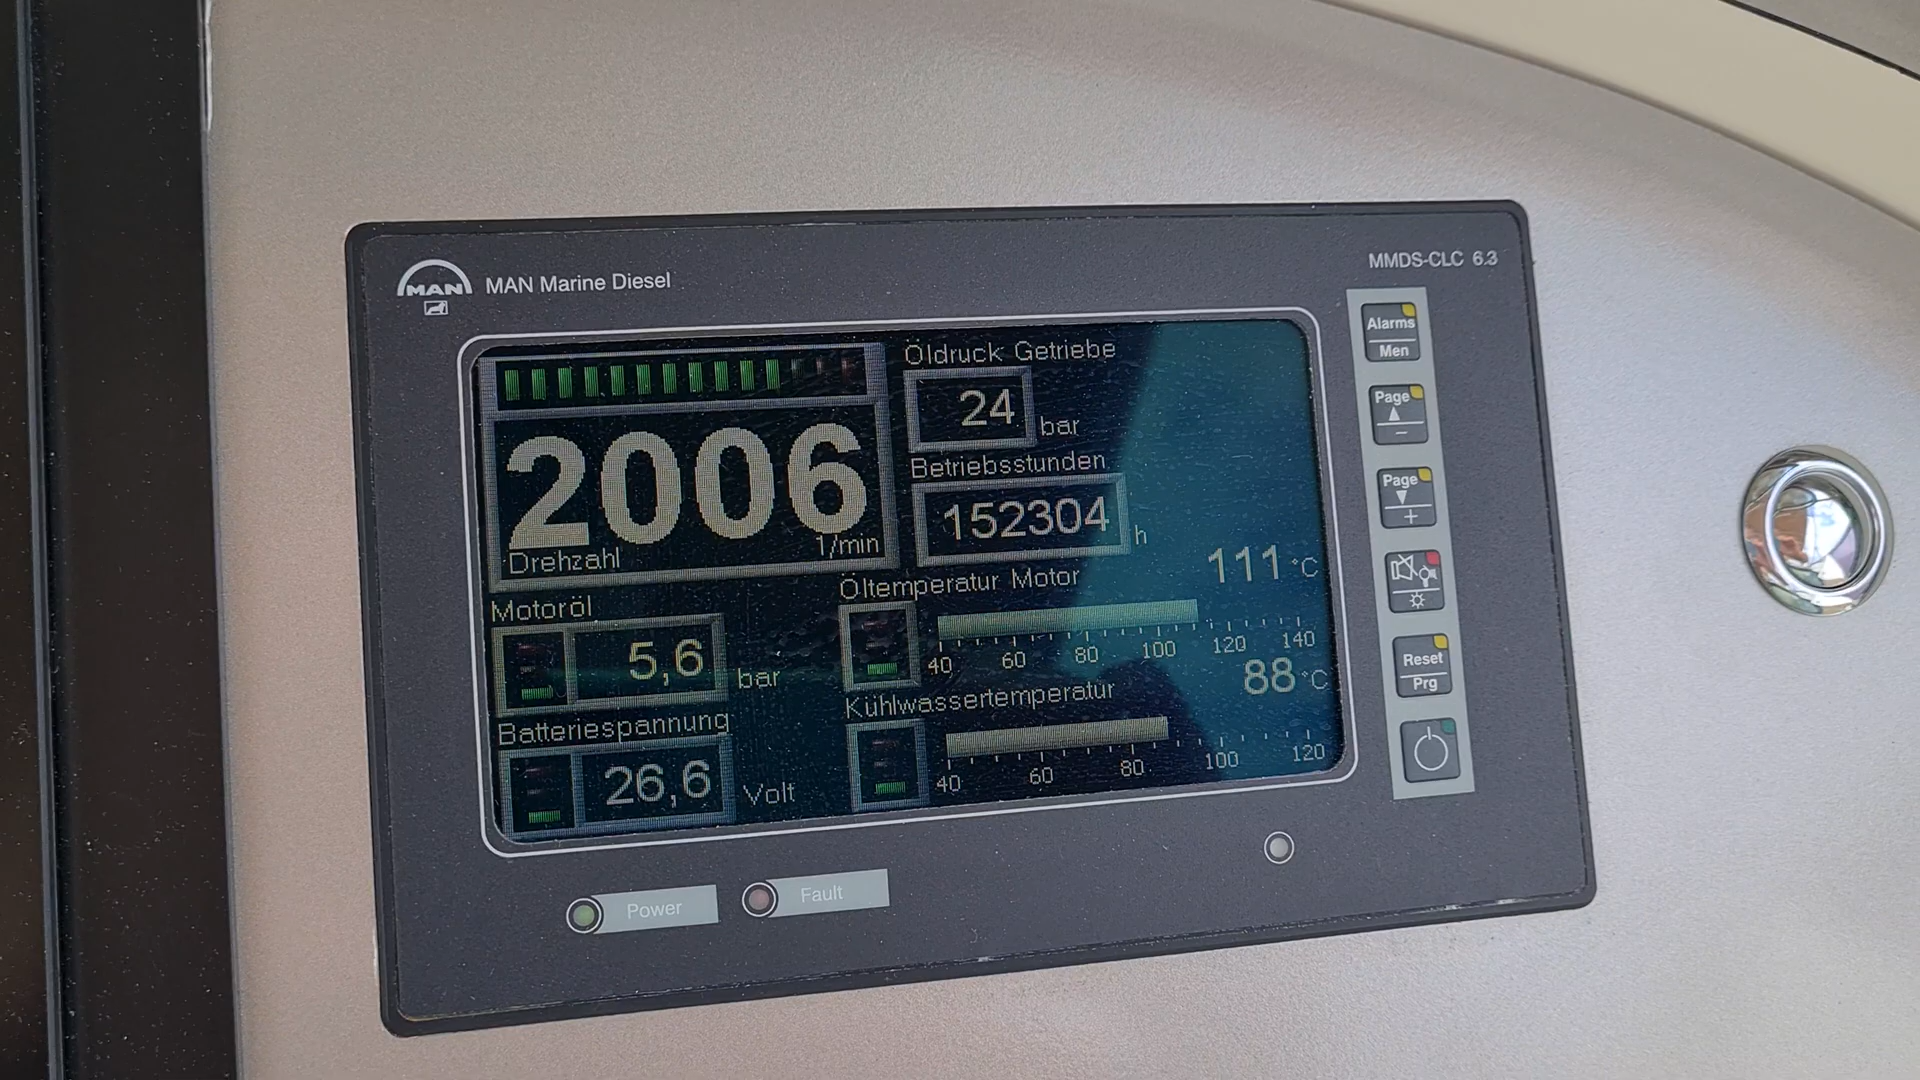 MAN MAN Marine Diesel
MMDS-CLC 6.3
2006
Drehzahl 1/min
Öldruck Getriebe
24 bar
Betriebsstunden
152304 h
Motoröl
5,6 bar
Batteriespannung
26,6 Volt
Öltemperatur Motor 111 °C
40 60 80 100 120 140
Kühlwassertemperatur 88 °C
40 60 80 100 120
Alarms
Men
Page
−
Page
+
Reset
Prg
Power
Fault